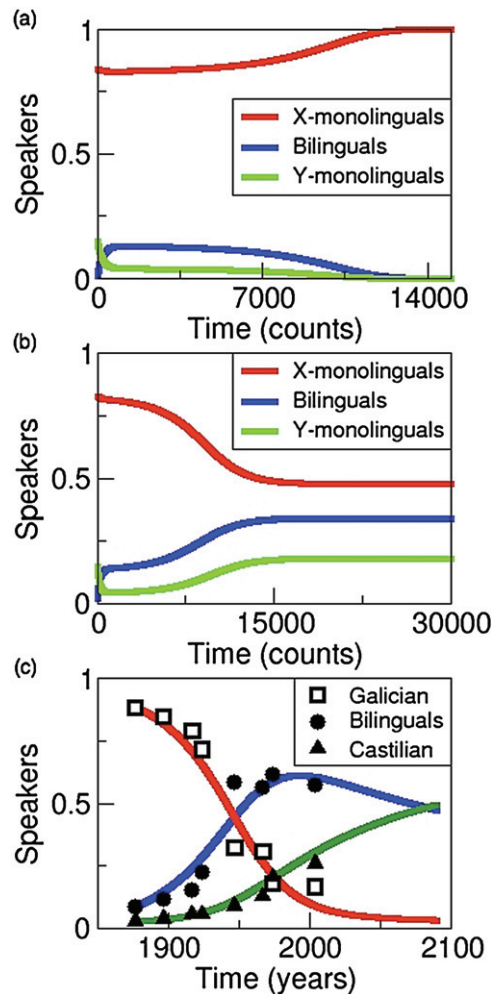 (a)
1
0.5
0
Speakers
X-monolinguals
Bilinguals
Y-monolinguals
0 7000 14000
Time (counts)
(b)
1
0.5
0
Speakers
X-monolinguals
Bilinguals
Y-monolinguals
0 15000 30000
Time (counts)
(c)
1
0.5
0
Speakers
Galician
Bilinguals
Castilian
1900 2000 2100
Time (years)